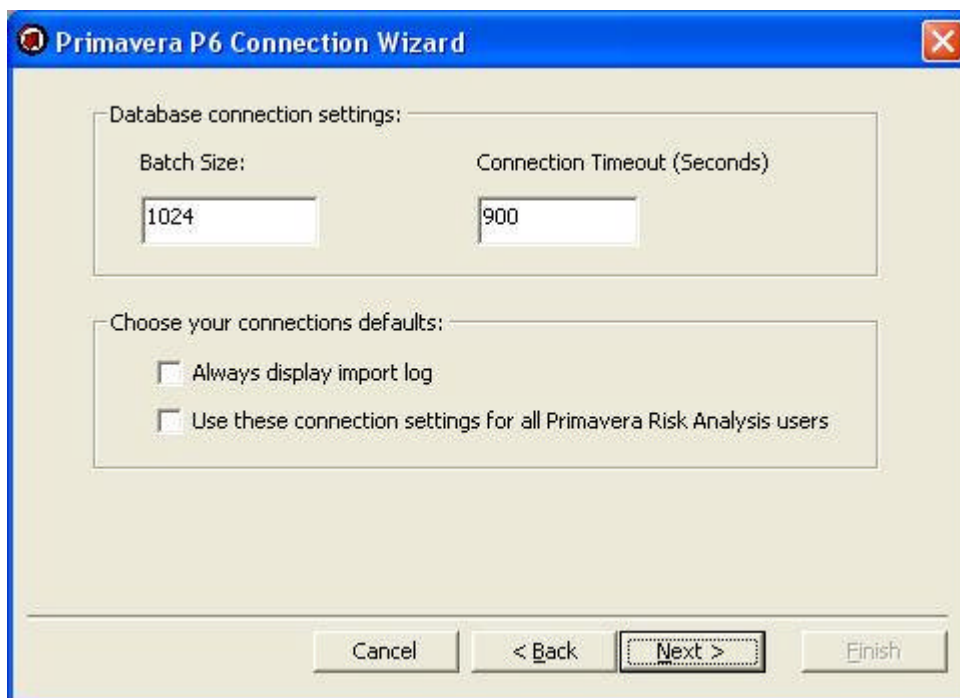 Primavera P6 Connection Wizard
Database connection settings:
Batch Size: Connection Timeout (Seconds)
1024 900
Choose your connections defaults:
Always display import log
Use these connection settings for all Primavera Risk Analysis users
Cancel < Back Next > Finish